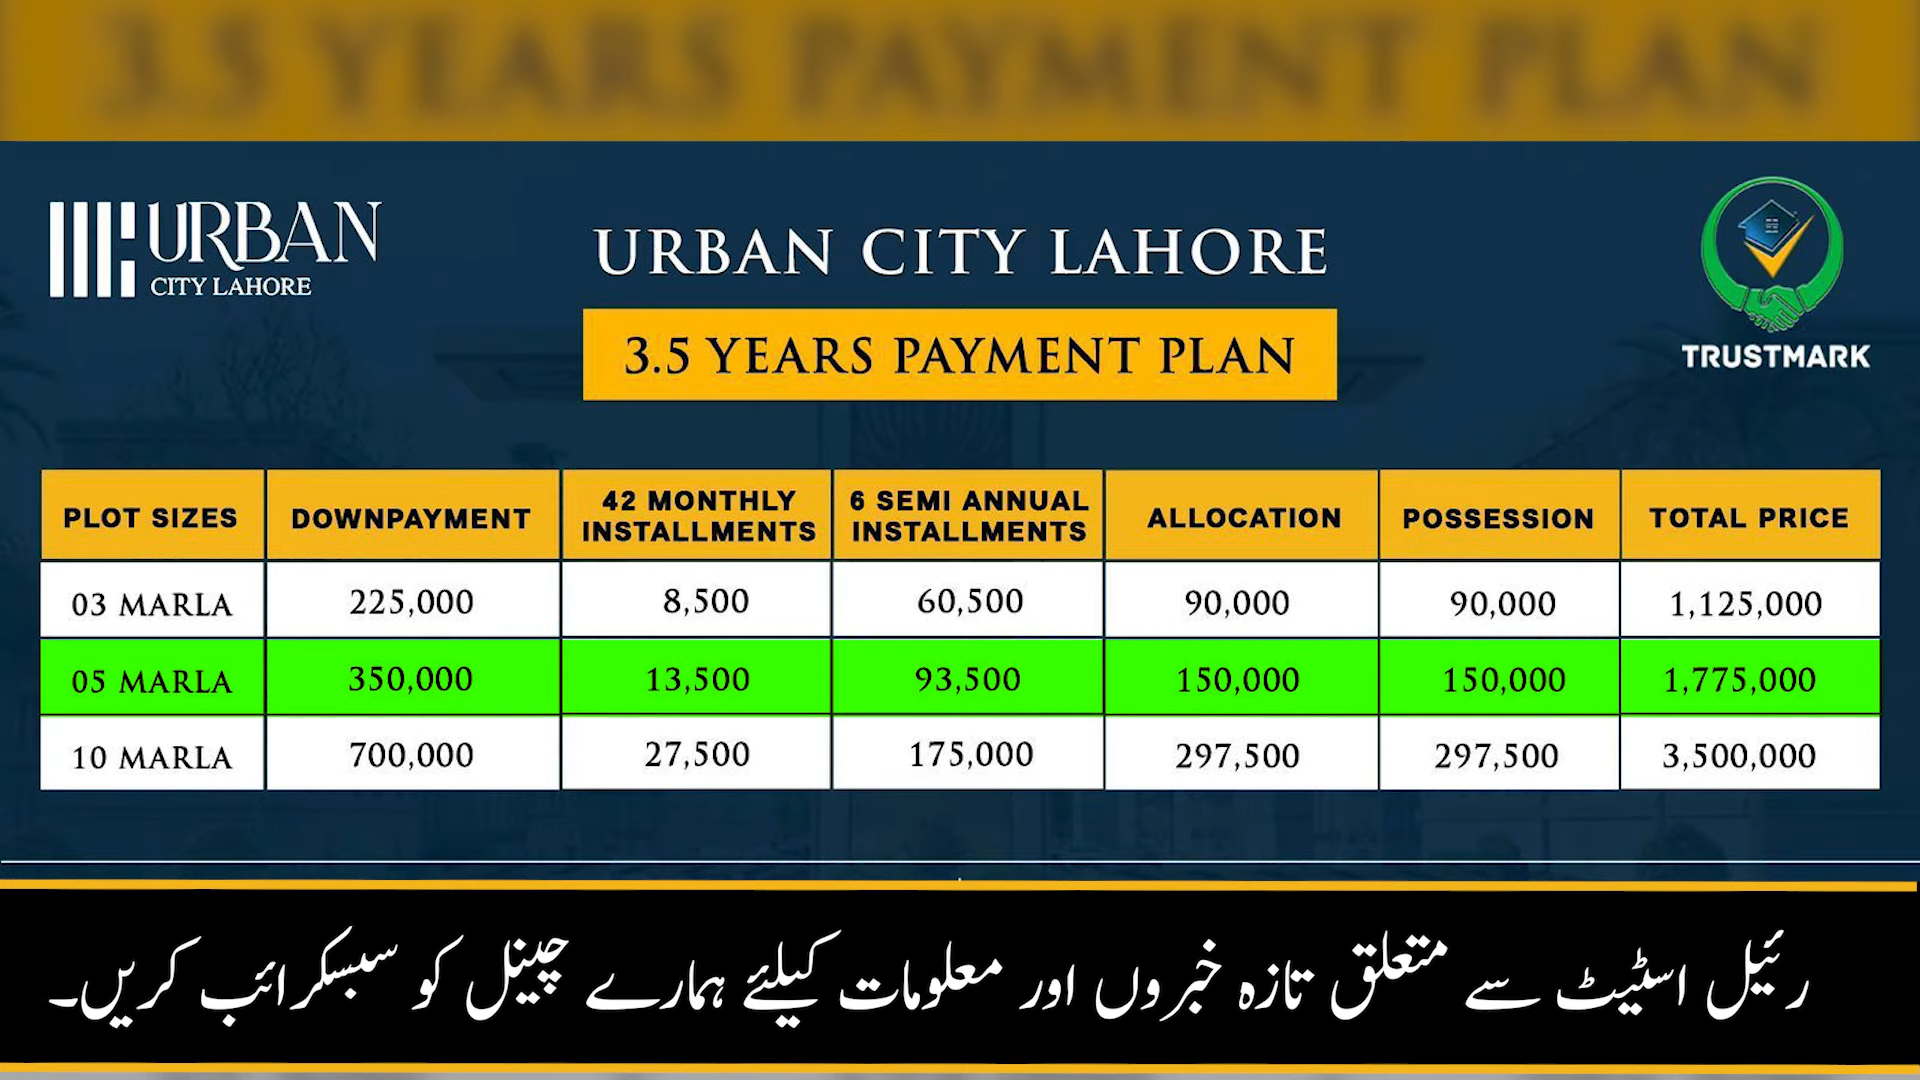 3.5 YEARS PAYMENT PLAN
URBAN
CITY LAHORE
URBAN CITY LAHORE
3.5 YEARS PAYMENT PLAN
TRUSTMARK
PLOT SIZES DOWNPAYMENT 42 MONTHLY INSTALLMENTS 6 SEMI ANNUAL INSTALLMENTS ALLOCATION POSSESSION TOTAL PRICE
03 MARLA 225,000 8,500 60,500 90,000 90,000 1,125,000
05 MARLA 350,000 13,500 93,500 150,000 150,000 1,775,000
10 MARLA 700,000 27,500 175,000 297,500 297,500 3,500,000
رئیل اسٹیٹ سے متعلق تازہ خبروں اور معلومات کیلئے ہمارے چینل کو سبسکرائب کریں۔